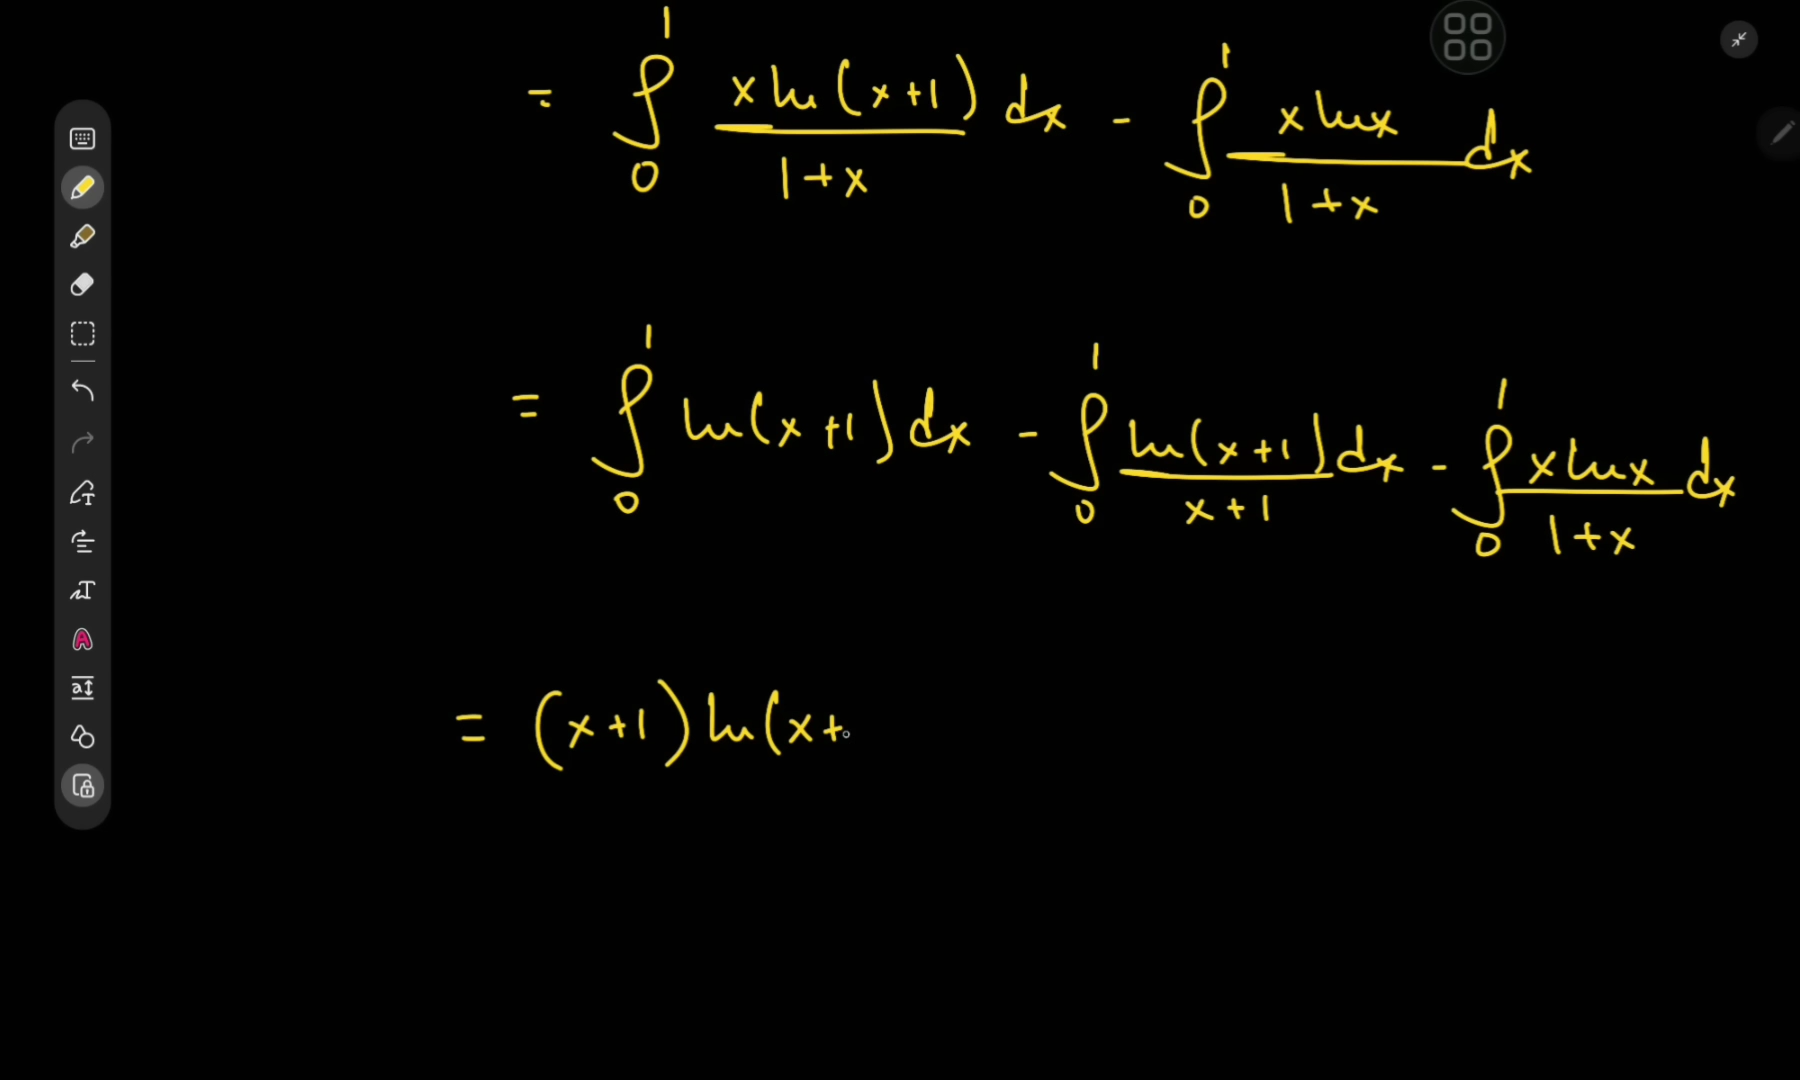 = ∫₀¹ x ln(x+1)/(1+x) dx - ∫₀¹ x lnx/(1+x) dx
= ∫₀¹ ln(x+1) dx - ∫₀¹ ln(x+1)/(x+1) dx - ∫₀¹ x lnx/(1+x) dx
= (x+1) ln(x+